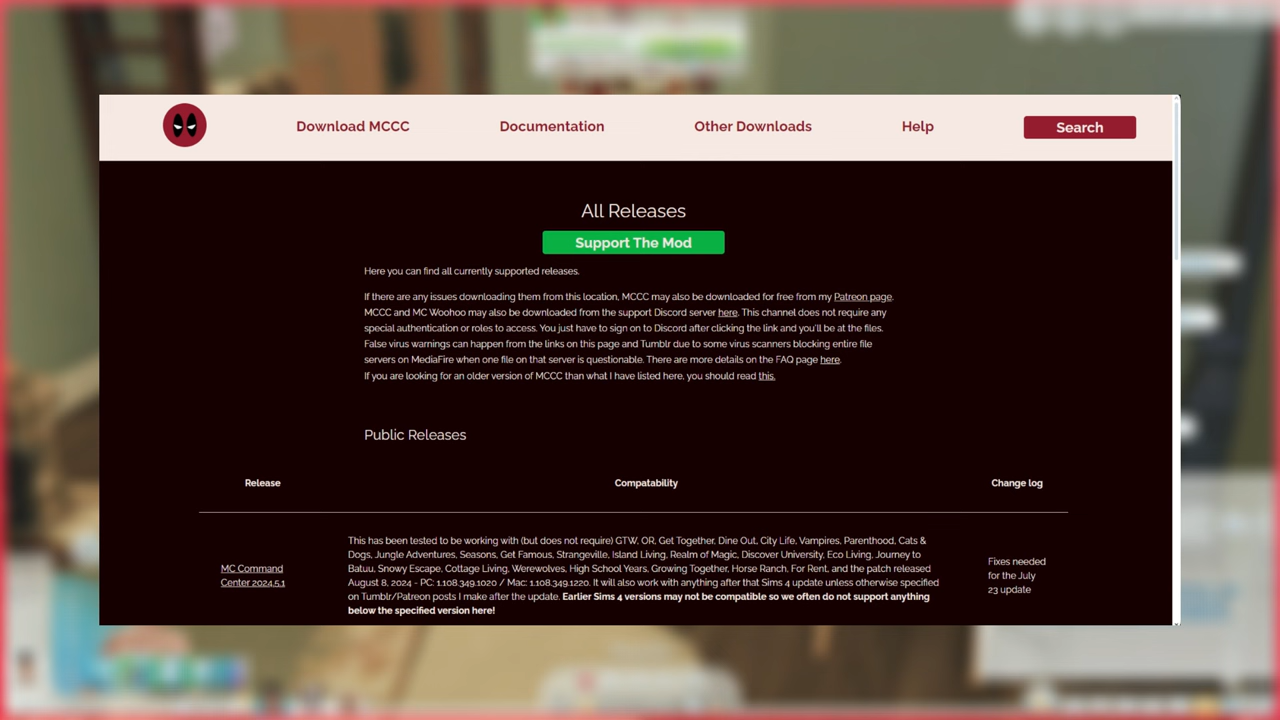 Download MCCC
Documentation
Other Downloads
Help
Search
All Releases
Support The Mod
Here you can find all currently supported releases.
If there are any issues downloading them from this location, MCCC may also be downloaded for free from my Patreon page.
MCCC and MC Woohoo may also be downloaded from the support Discord server here. This channel does not require any
special authentication or roles to access. You just have to sign on to Discord after clicking the link and you'll be at the files.
False virus warnings can happen from the links on this page and Tumblr due to some virus scanners blocking entire file
servers on MediaFire when one file on that server is questionable. There are more details on the FAQ page here.
If you are looking for an older version of MCCC than what I have listed here, you should read this.
Public Releases
Release
Compatability
Change log
MC Command
Center 2024.5.1
This has been tested to be working with (but does not require) GTW, OR, Get Together, Dine Out, City Life, Vampires, Parenthood, Cats &
Dogs, Jungle Adventures, Seasons, Get Famous, Strangeville, Island Living, Realm of Magic, Discover University, Eco Living, Journey to
Batuu, Snowy Escape, Cottage Living, Werewolves, High School Years, Growing Together, Horse Ranch, For Rent, and the patch released
August 8, 2024 - PC: 1.108.349.1020 / Mac: 1.108.349.1220. It will also work with anything after that Sims 4 update unless otherwise specified
on Tumblr/Patreon posts I make after the update. Earlier Sims 4 versions may not be compatible so we often do not support anything
below the specified version here!
Fixes needed
for the July
23 update